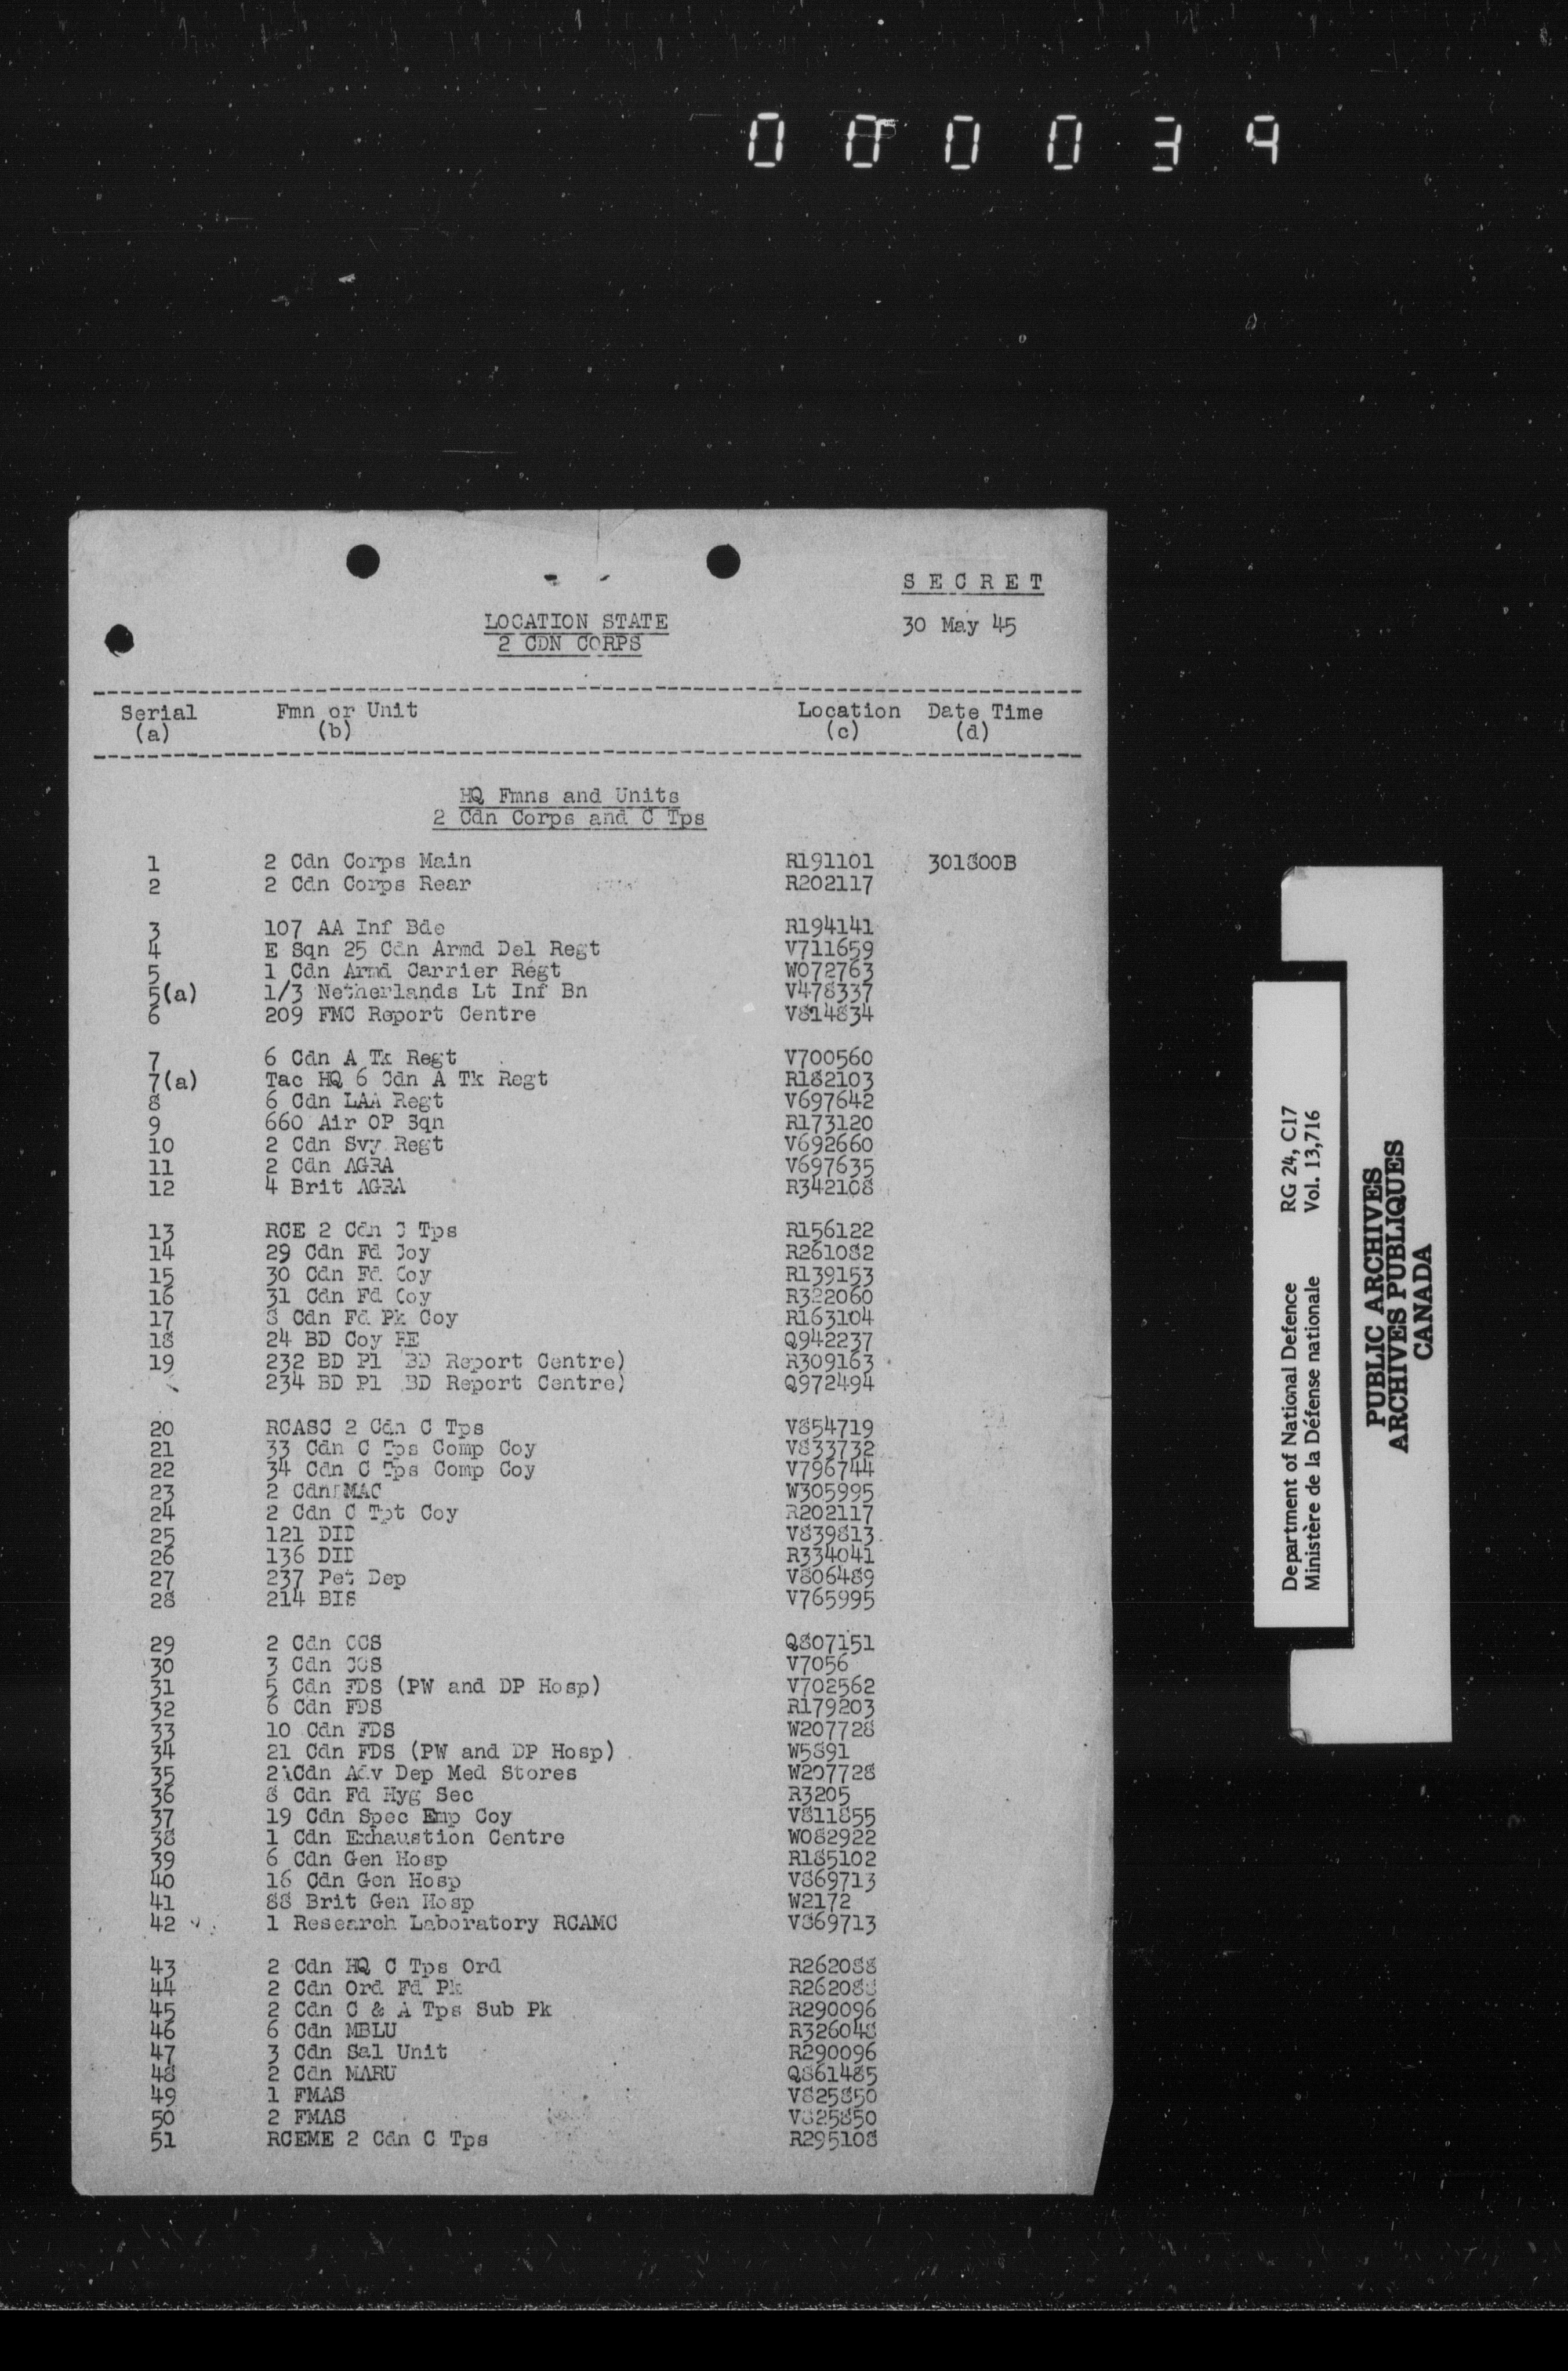 000039
S E C R E T
LOCATION STATE
2 CDN CORPS
30 May 45
Serial Fmn or Unit Location Date Time
(a) (b) (c) (d)
HQ Fmns and Units
2 Cdn Corps and C Tps
1 2 Cdn Corps Main R191101 301800B
2 2 Cdn Corps Rear R202117
3 107 AA Inf Bde R194141
4 E Sqn 25 Cdn Armd Del Regt V711659
5 1 Cdn Armd Carrier Regt W072763
5(a) 1/3 Netherlands Lt Inf Bn V478337
6 209 FMC Report Centre V814834
7 6 Cdn A Tk Regt V700560
7(a) Tac HQ 6 Cdn A Tk Regt R182103
8 6 Cdn LAA Regt V697642
9 660 Air OP Sqn R173120
10 2 Cdn Svy Regt V692660
11 2 Cdn AGRA V697635
12 4 Brit AGRA R342108
13 RCE 2 Cdn C Tps R156122
14 29 Cdn Fd Coy R261082
15 30 Cdn Fd Coy R139153
16 31 Cdn Fd Coy R322060
17 8 Cdn Fd Pk Coy R163104
18 24 BD Coy RE Q942237
19 232 BD Pl (BD Report Centre) R309163
234 BD Pl (BD Report Centre) Q972494
20 RCASC 2 Cdn C Tps V854719
21 33 Cdn C Tps Comp Coy V833732
22 34 Cdn C Tps Comp Coy V796744
23 2 Cdn MAC W305995
24 2 Cdn C Tpt Coy R202117
25 121 DID V839813
26 136 DID R334041
27 237 Pet Dep V806489
28 214 BIS V765995
29 2 Cdn CCS Q807151
30 3 Cdn CCS V7056
31 5 Cdn FDS (PW and DP Hosp) V702562
32 6 Cdn FDS R179203
33 10 Cdn FDS W207728
34 21 Cdn FDS (PW and DP Hosp) W5891
35 2 Cdn Adv Dep Med Stores W207728
36 8 Cdn Fd Hyg Sec R3205
37 19 Cdn Spec Emp Coy V811855
38 1 Cdn Exhaustion Centre W082922
39 6 Cdn Gen Hosp R185102
40 16 Cdn Gen Hosp V869713
41 88 Brit Gen Hosp W2172
42 1 Research Laboratory RCAMC V869713
43 2 Cdn HQ C Tps Ord R262088
44 2 Cdn Ord Fd Pk R262088
45 2 Cdn C & A Tps Sub Pk R290096
46 6 Cdn MBLU R326048
47 3 Cdn Sal Unit R290096
48 2 Cdn MARU Q861485
49 1 FMAS V825850
50 2 FMAS V825850
51 RCEME 2 Cdn C Tps R295108
Department of National Defence RG 24, C17
Ministère de la Défense nationale Vol. 13,716
PUBLIC ARCHIVES
ARCHIVES PUBLIQUES
CANADA